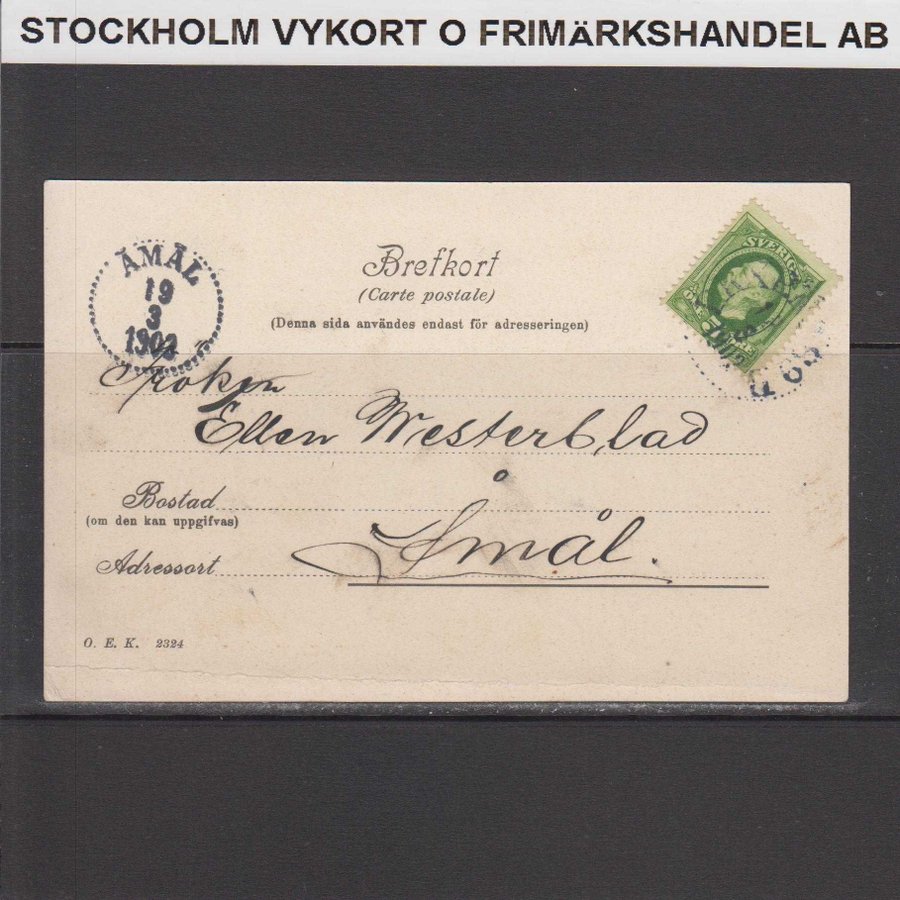 STOCKHOLM VYKORT O FRIMÄRKSHANDEL AB
ÅMÅL
19
3
1903
Brefkort
(Carte postale)
(Denna sida användes endast för adresseringen)
SVERIGE
Fröken
Ellen Westerblad
Bostad
(om den kan uppgifvas)
Åmål.
Adressort
O. E. K. 2324